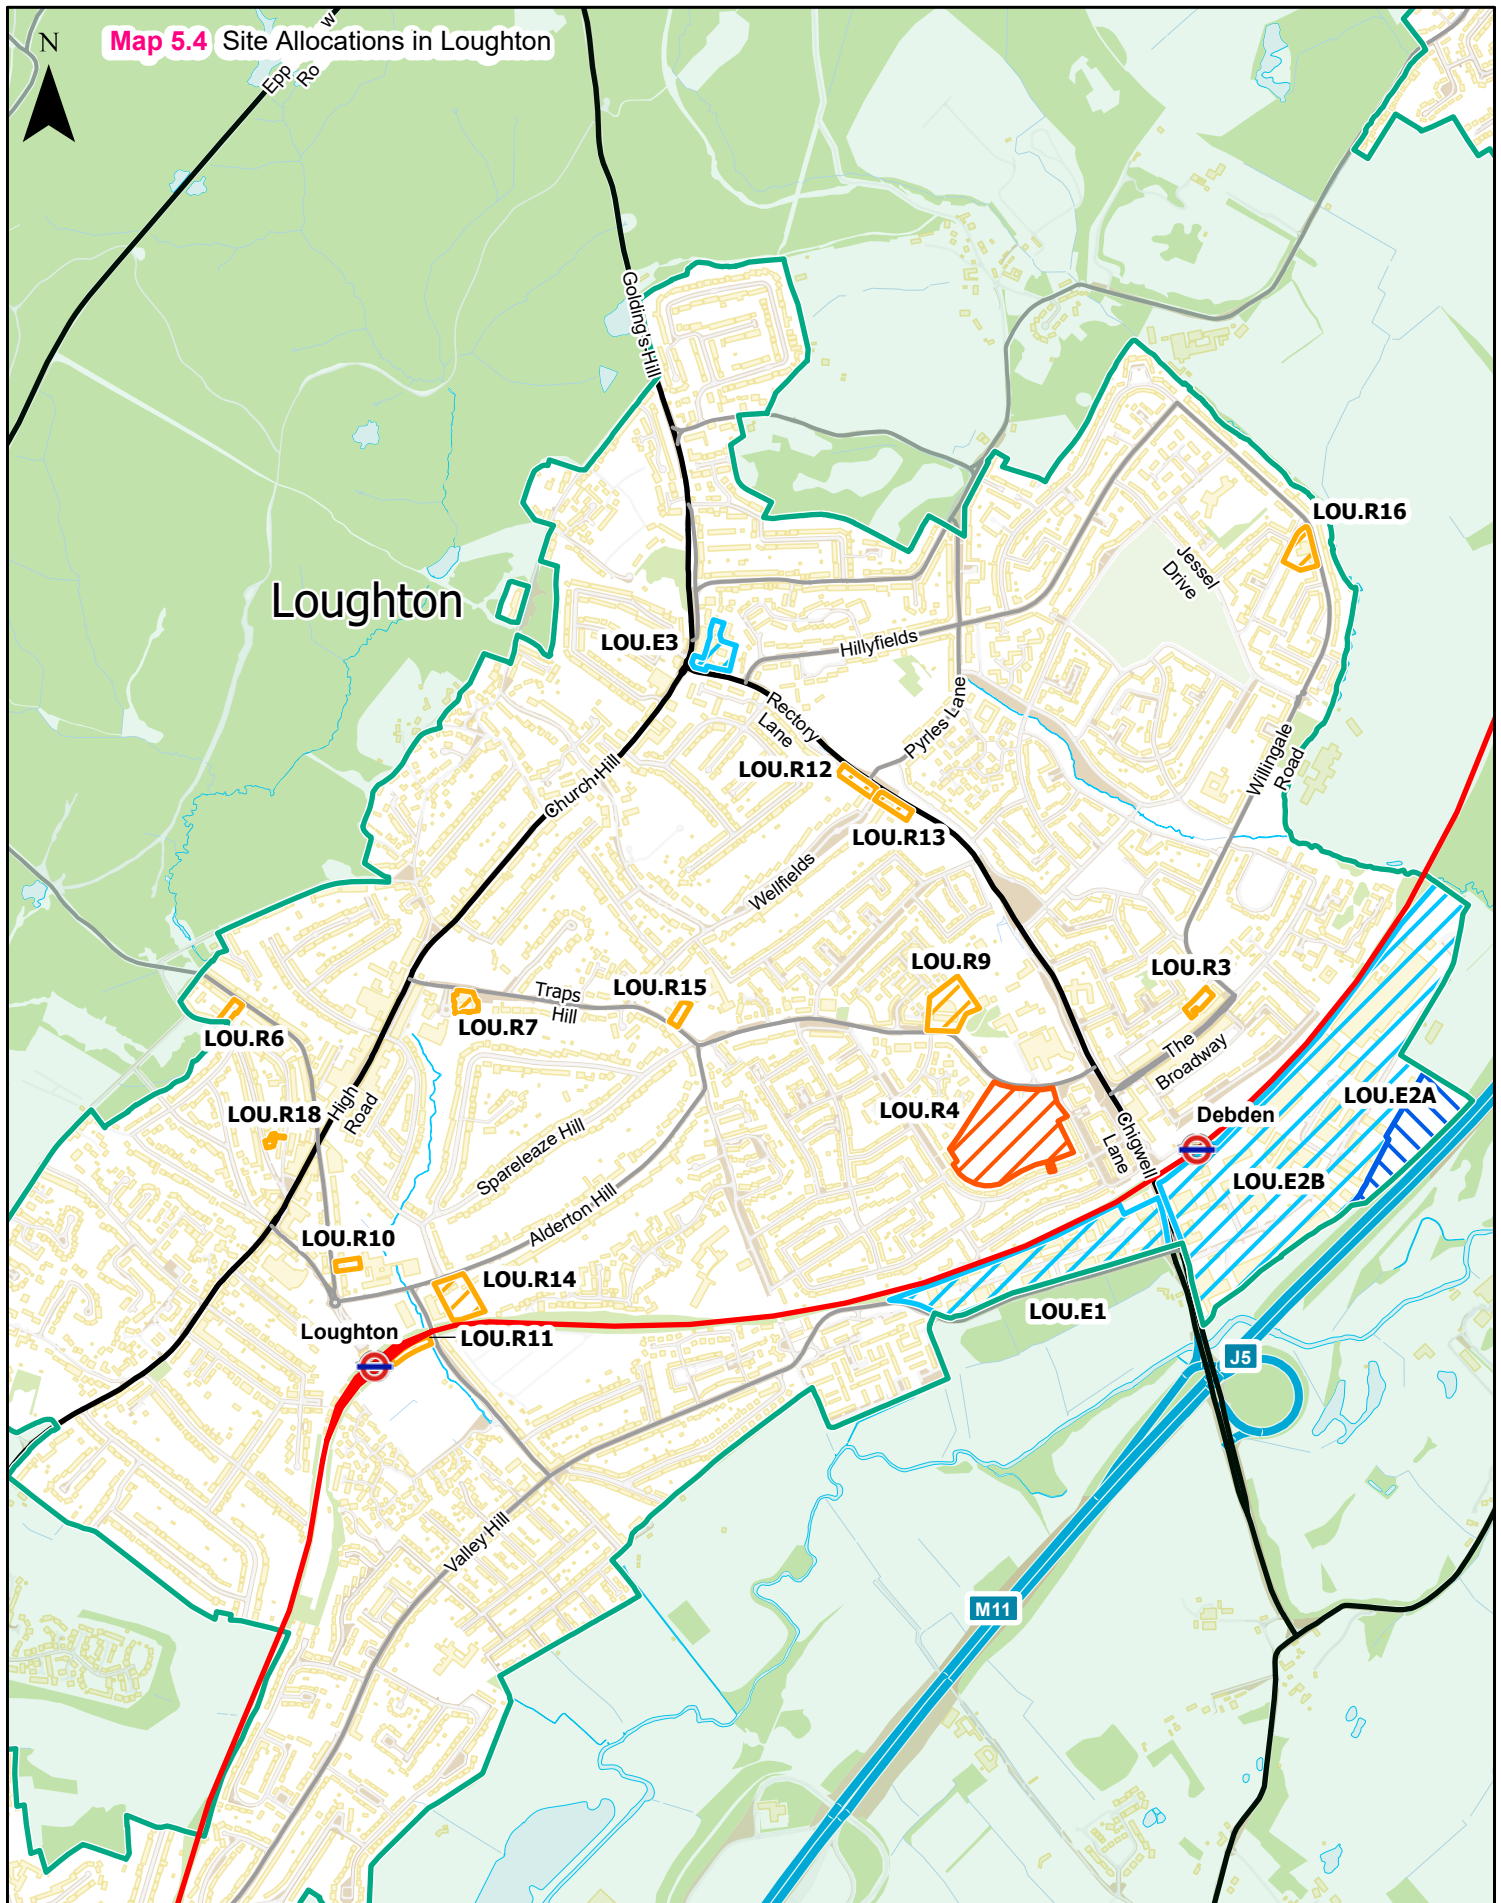 N
Map 5.4 Site Allocations in Loughton
Epp
w
Ro
Golding's Hill
LOU.R16
Jessel
Drive
Loughton
LOU.E3
Hillyfields
Rectory
Lane
Pyrles Lane
Willingale
Road
LOU.R12
Church Hill
LOU.R13
Wellfields
LOU.R9
LOU.R3
Traps
Hill
LOU.R15
LOU.R7
LOU.R6
The
Broadway
LOU.E2A
LOU.R4
Debden
High
Road
LOU.R18
Chigwell
Lane
Spareleaze Hill
LOU.E2B
Alderton Hill
LOU.R10
LOU.R14
LOU.E1
Loughton
LOU.R11
J5
Valley Hill
M11